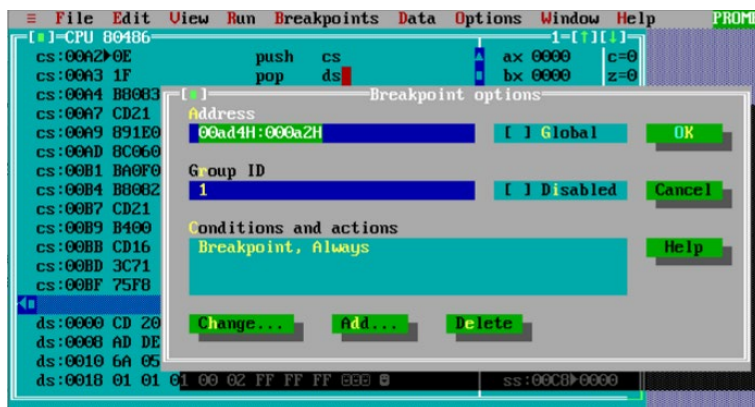 ≡ File Edit View Run Breakpoints Data Options Window Help PROM
[■]=CPU 80486 1=[↑][↓]
cs:00A2▶0E push cs ax 0000 c=0
cs:00A3 1F pop ds bx 0000 z=0
cs:00A4 B8083
[■] Breakpoint options
Address
cs:00A7 CD21
cs:00A9 891E0 00ad4H:000a2H [ ] Global OK
cs:00AD 8C060
cs:00B1 BA0F0 Group ID
cs:00B4 B8082 1 [ ] Disabled Cancel
cs:00B7 CD21
cs:00B9 B400 Conditions and actions
cs:00BB CD16 Breakpoint, Always Help
cs:00BD 3C71
cs:00BF 75F8
ds:0000 CD 20 Change... Add... Delete
ds:0008 AD DE
ds:0010 6A 05
ds:0018 01 01 01 00 02 FF FF FF ss:00C8▶0000